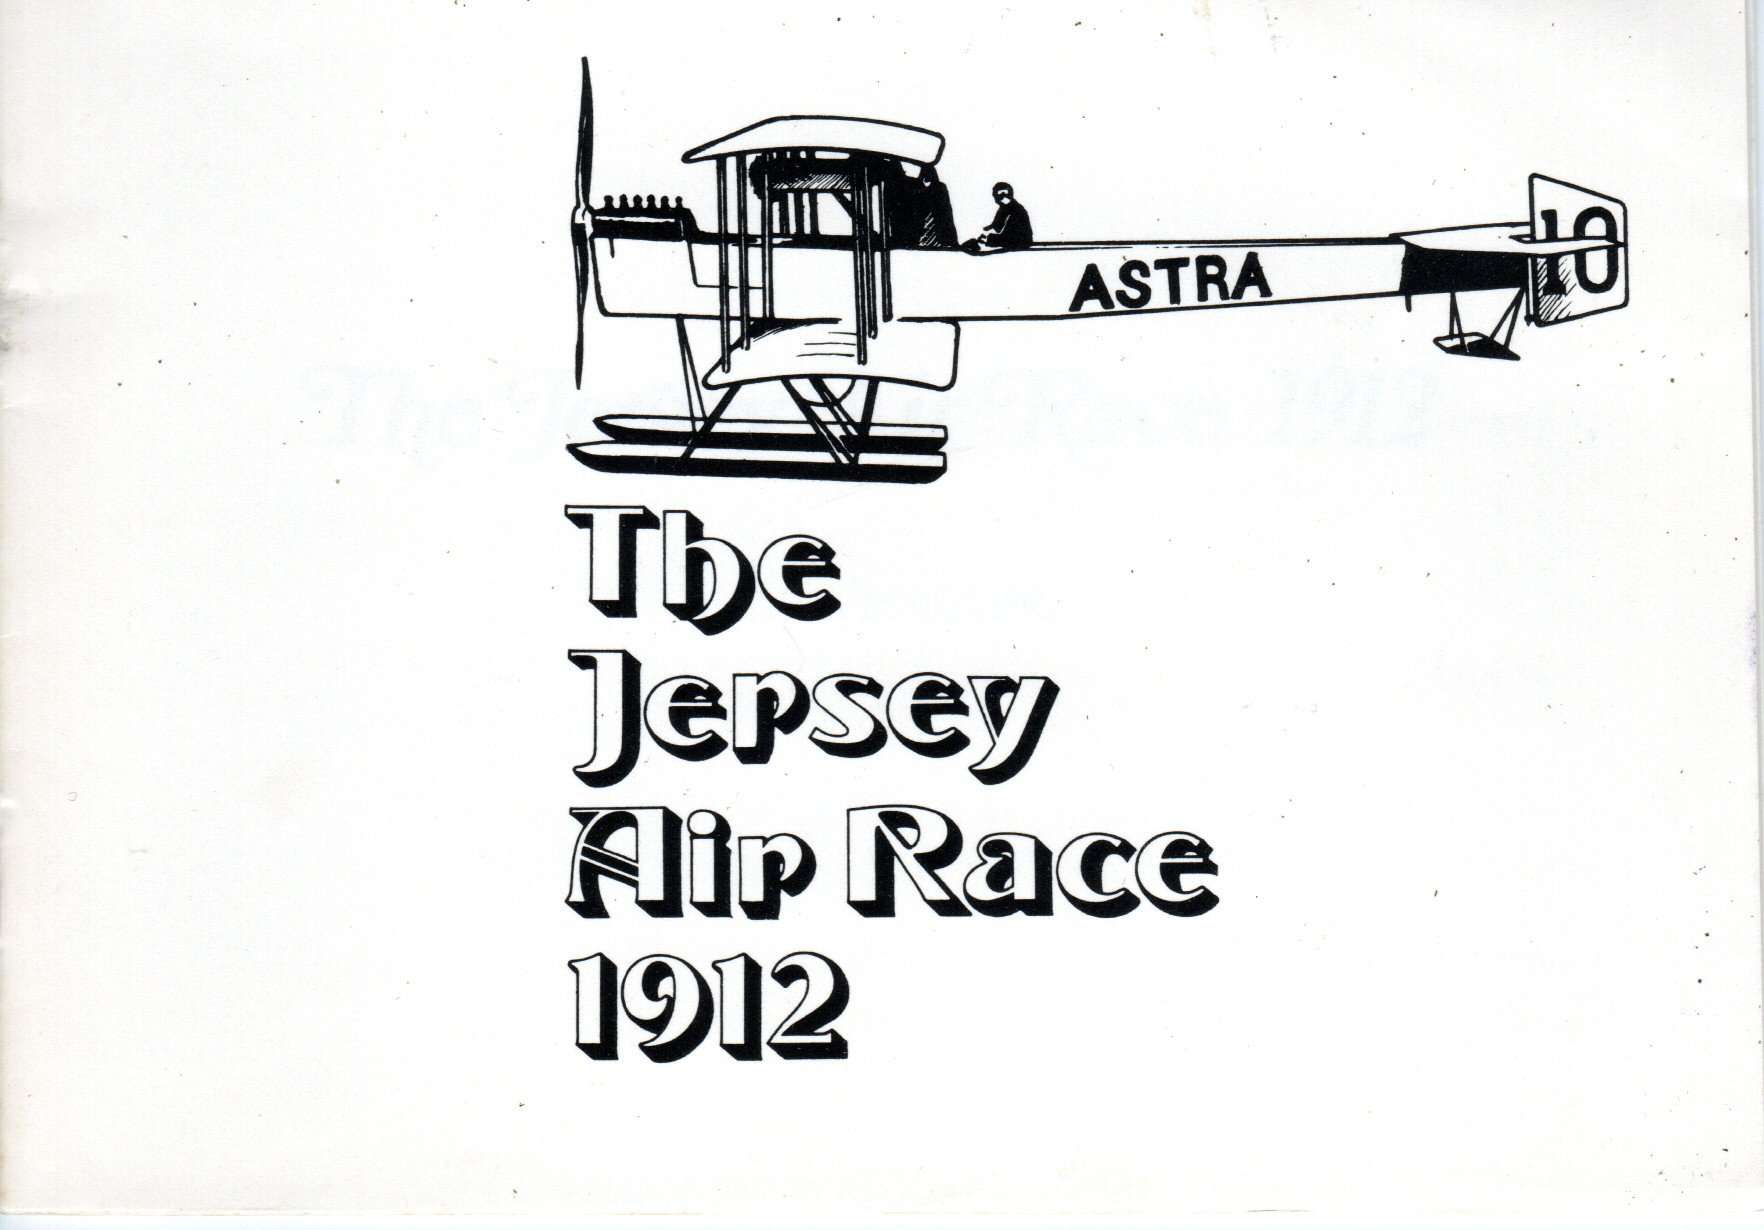 ASTRA
10
The
Jersey
Air Race
1912